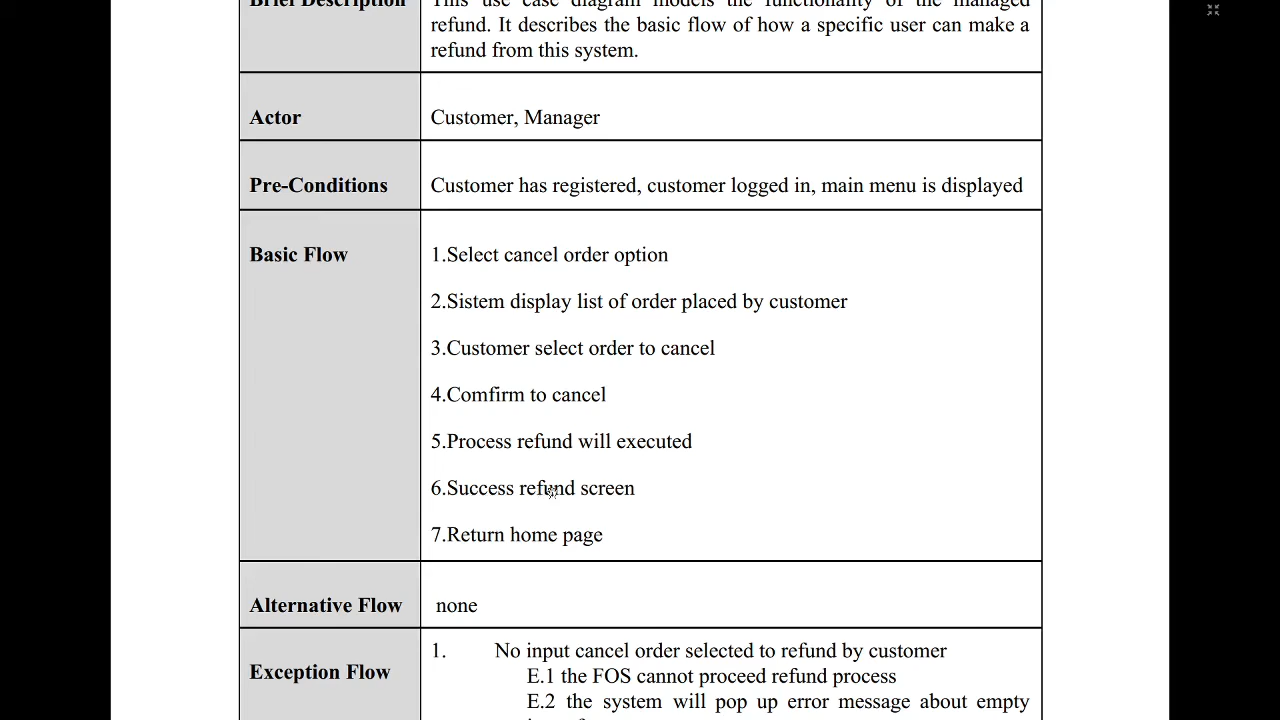 Brief Description
This use case diagram models the functionality of the managed
refund. It describes the basic flow of how a specific user can make a
refund from this system.
Actor
Customer, Manager
Pre-Conditions
Customer has registered, customer logged in, main menu is displayed
Basic Flow
1.Select cancel order option
2.Sistem display list of order placed by customer
3.Customer select order to cancel
4.Comfirm to cancel
5.Process refund will executed
6.Success refund screen
7.Return home page
Alternative Flow
none
Exception Flow
1. No input cancel order selected to refund by customer
E.1 the FOS cannot proceed refund process
E.2 the system will pop up error message about empty